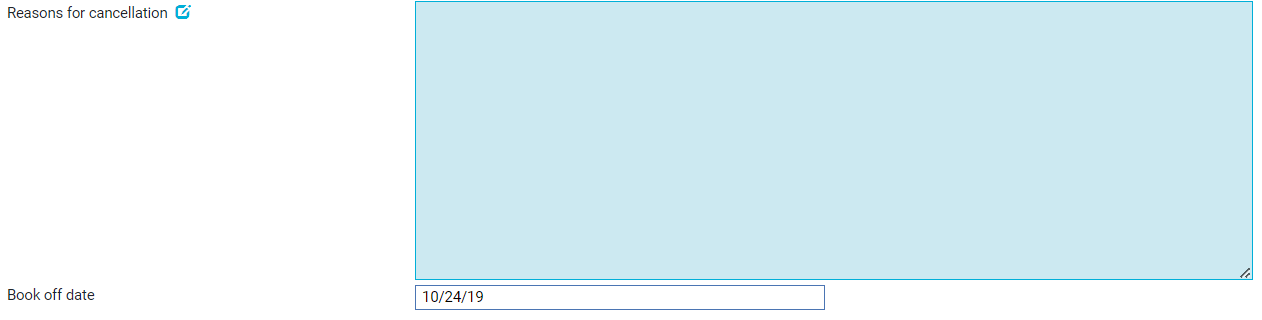 Reasons for cancellation
Book off date
10/24/19